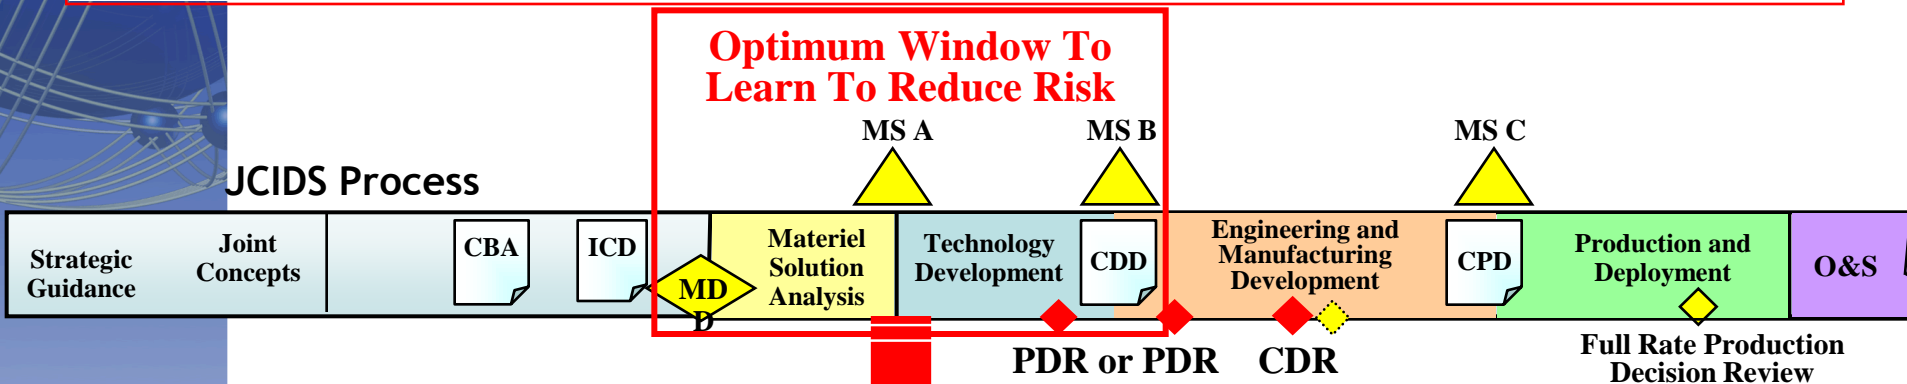 Optimum Window To
Learn To Reduce Risk
MS A
MS B
MS C
JCIDS Process
Strategic
Guidance
Joint
Concepts
CBA
ICD
MD
D
Materiel
Solution
Analysis
Technology
Development
CDD
Engineering and
Manufacturing
Development
CPD
Production and
Deployment
O&S
PDR or PDR
CDR
Full Rate Production
Decision Review